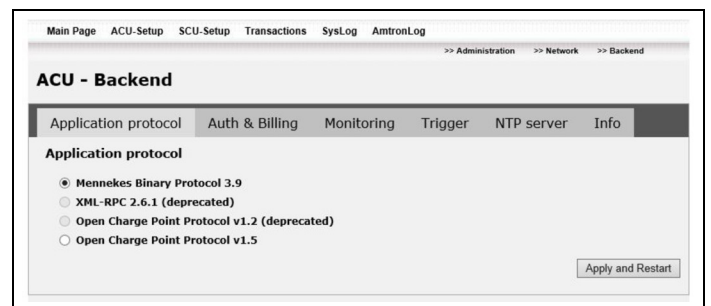 Main Page ACU-Setup SCU-Setup Transactions SysLog AmtronLog
>> Administration >> Network >> Backend
ACU - Backend
Application protocol Auth & Billing Monitoring Trigger NTP server Info
Application protocol
Mennekes Binary Protocol 3.9
XML-RPC 2.6.1 (deprecated)
Open Charge Point Protocol v1.2 (deprecated)
Open Charge Point Protocol v1.5
Apply and Restart